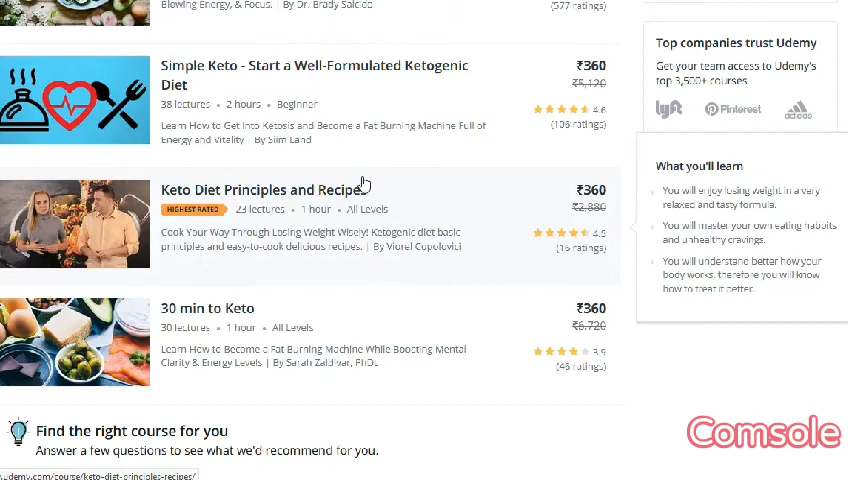 Blowing Energy, & Focus. | By Dr. Brady Salcido
(577 ratings)
Simple Keto - Start a Well-Formulated Ketogenic
Diet
₹360
₹5,120
38 lectures • 2 hours • Beginner
4.6
(106 ratings)
Learn How to Get Into Ketosis and Become a Fat Burning Machine Full of
Energy and Vitality | By Siim Land
Keto Diet Principles and Recipes
₹360
₹2,880
HIGHEST RATED
23 lectures • 1 hour • All Levels
4.5
(16 ratings)
Cook Your Way Through Losing Weight Wisely! Ketogenic diet basic
principles and easy-to-cook delicious recipes. | By Viorel Copolovici
30 min to Keto
₹360
₹6,720
30 lectures • 1 hour • All Levels
3.9
(46 ratings)
Learn How to Become a Fat Burning Machine While Boosting Mental
Clarity & Energy Levels | By Sarah Zaldivar, PhDc
Find the right course for you
Answer a few questions to see what we'd recommend for you.
.udemy.com/course/keto-diet-principles-recipes/
Top companies trust Udemy
Get your team access to Udemy's
top 3,500+ courses
lyft
Pinterest
adidas
What you'll learn
You will enjoy losing weight in a very
relaxed and tasty formula.
You will master your own eating habits
and unhealthy cravings.
You will understand better how your
body works, therefore you will know
how to treat it better.
Comsole